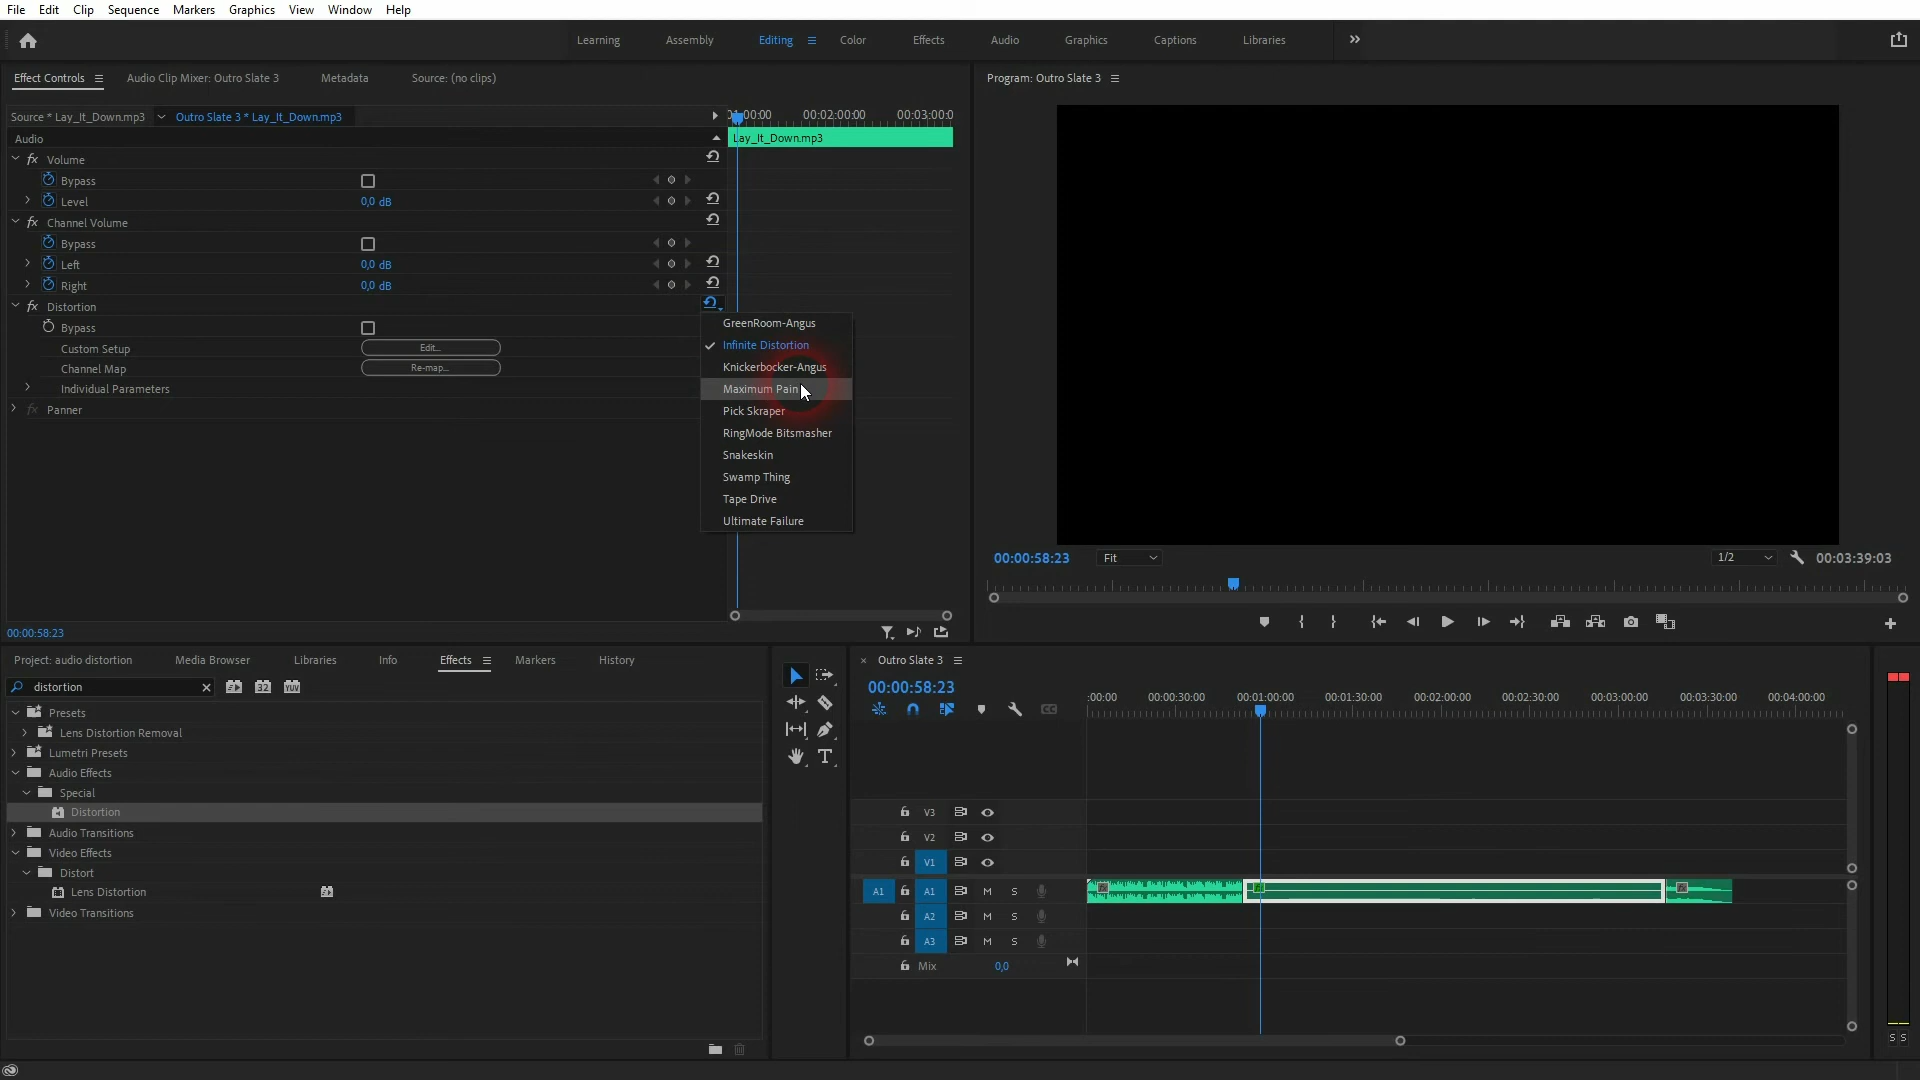 File Edit Clip Sequence Markers Graphics View Window Help
Learning Assembly Editing Color Effects Audio Graphics Captions Libraries
Effect Controls Audio Clip Mixer: Outro Slate 3 Metadata Source: (no clips)
Program: Outro Slate 3
Source * Lay_It_Down.mp3 Outro Slate 3 * Lay_It_Down.mp3
00:02:00:00 00:03:00:0
Audio
Lay_It_Down.mp3
fx Volume
Bypass
Level 0,0 dB
fx Channel Volume
Bypass
Left 0,0 dB
Right 0,0 dB
fx Distortion
Bypass
Custom Setup Edit...
Channel Map Re-map...
Individual Parameters
fx Panner
GreenRoom-Angus
Infinite Distortion
Knickerbocker-Angus
Maximum Pain
Pick Skraper
RingMode Bitsmasher
Snakeskin
Swamp Thing
Tape Drive
Ultimate Failure
00:00:58:23 Fit 1/2 00:03:39:03
00:00:58:23
Project: audio distortion Media Browser Libraries Info Effects Markers History
distortion 32 YUV
Presets
Lens Distortion Removal
Lumetri Presets
Audio Effects
Special
Distortion
Audio Transitions
Video Effects
Distort
Lens Distortion
Video Transitions
× Outro Slate 3
00:00:58:23
:00:00 00:00:30:00 00:01:00:00 00:01:30:00 00:02:00:00 00:02:30:00 00:03:00:00 00:03:30:00 00:04:00:00
CC
V3
V2
V1
A1 A1 M S
A2 M S
A3 M S
Mix 0,0
S S